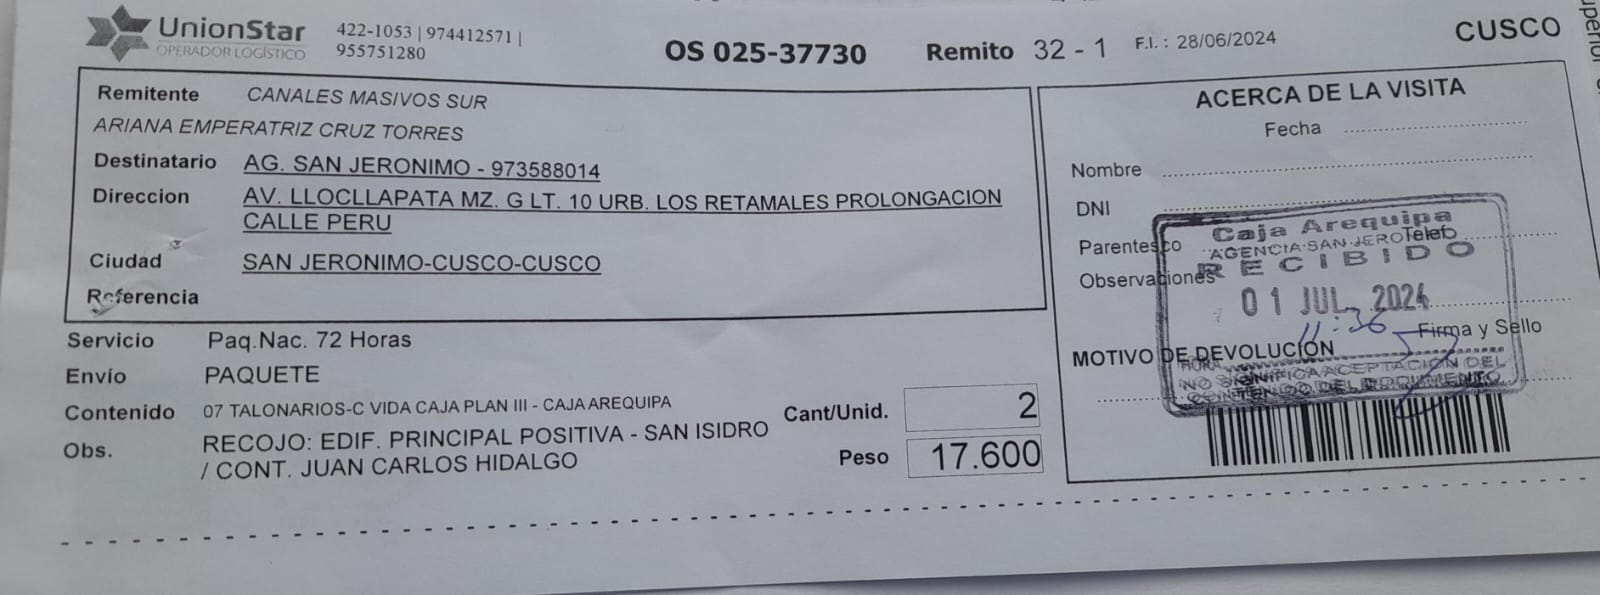 UnionStar
OPERADOR LOGÍSTICO
422-1053 | 974412571 |
955751280
OS 025-37730
Remito 32 - 1
F.I. : 28/06/2024
CUSCO
Remitente CANALES MASIVOS SUR
ARIANA EMPERATRIZ CRUZ TORRES
Destinatario AG. SAN JERONIMO - 973588014
Direccion AV. LLOCLLAPATA MZ. G LT. 10 URB. LOS RETAMALES PROLONGACION
CALLE PERU
Ciudad SAN JERONIMO-CUSCO-CUSCO
Referencia
Servicio Paq.Nac. 72 Horas
Envío PAQUETE
Contenido 07 TALONARIOS-C VIDA CAJA PLAN III - CAJA AREQUIPA
Cant/Unid. 2
Obs. RECOJO: EDIF. PRINCIPAL POSITIVA - SAN ISIDRO
/ CONT. JUAN CARLOS HIDALGO
Peso 17.600
ACERCA DE LA VISITA
Fecha
Nombre
DNI
Parentesco
Telef
Observaciones
Firma y Sello
MOTIVO DE DEVOLUCIÓN
Caja Arequipa
AGENCIA SAN JERO
RECIBIDO
01 JUL. 2024
11:36
HORA
NO SIGNIFICA ACEPTACION DEL
CONTENIDO DEL DOCUMENTO